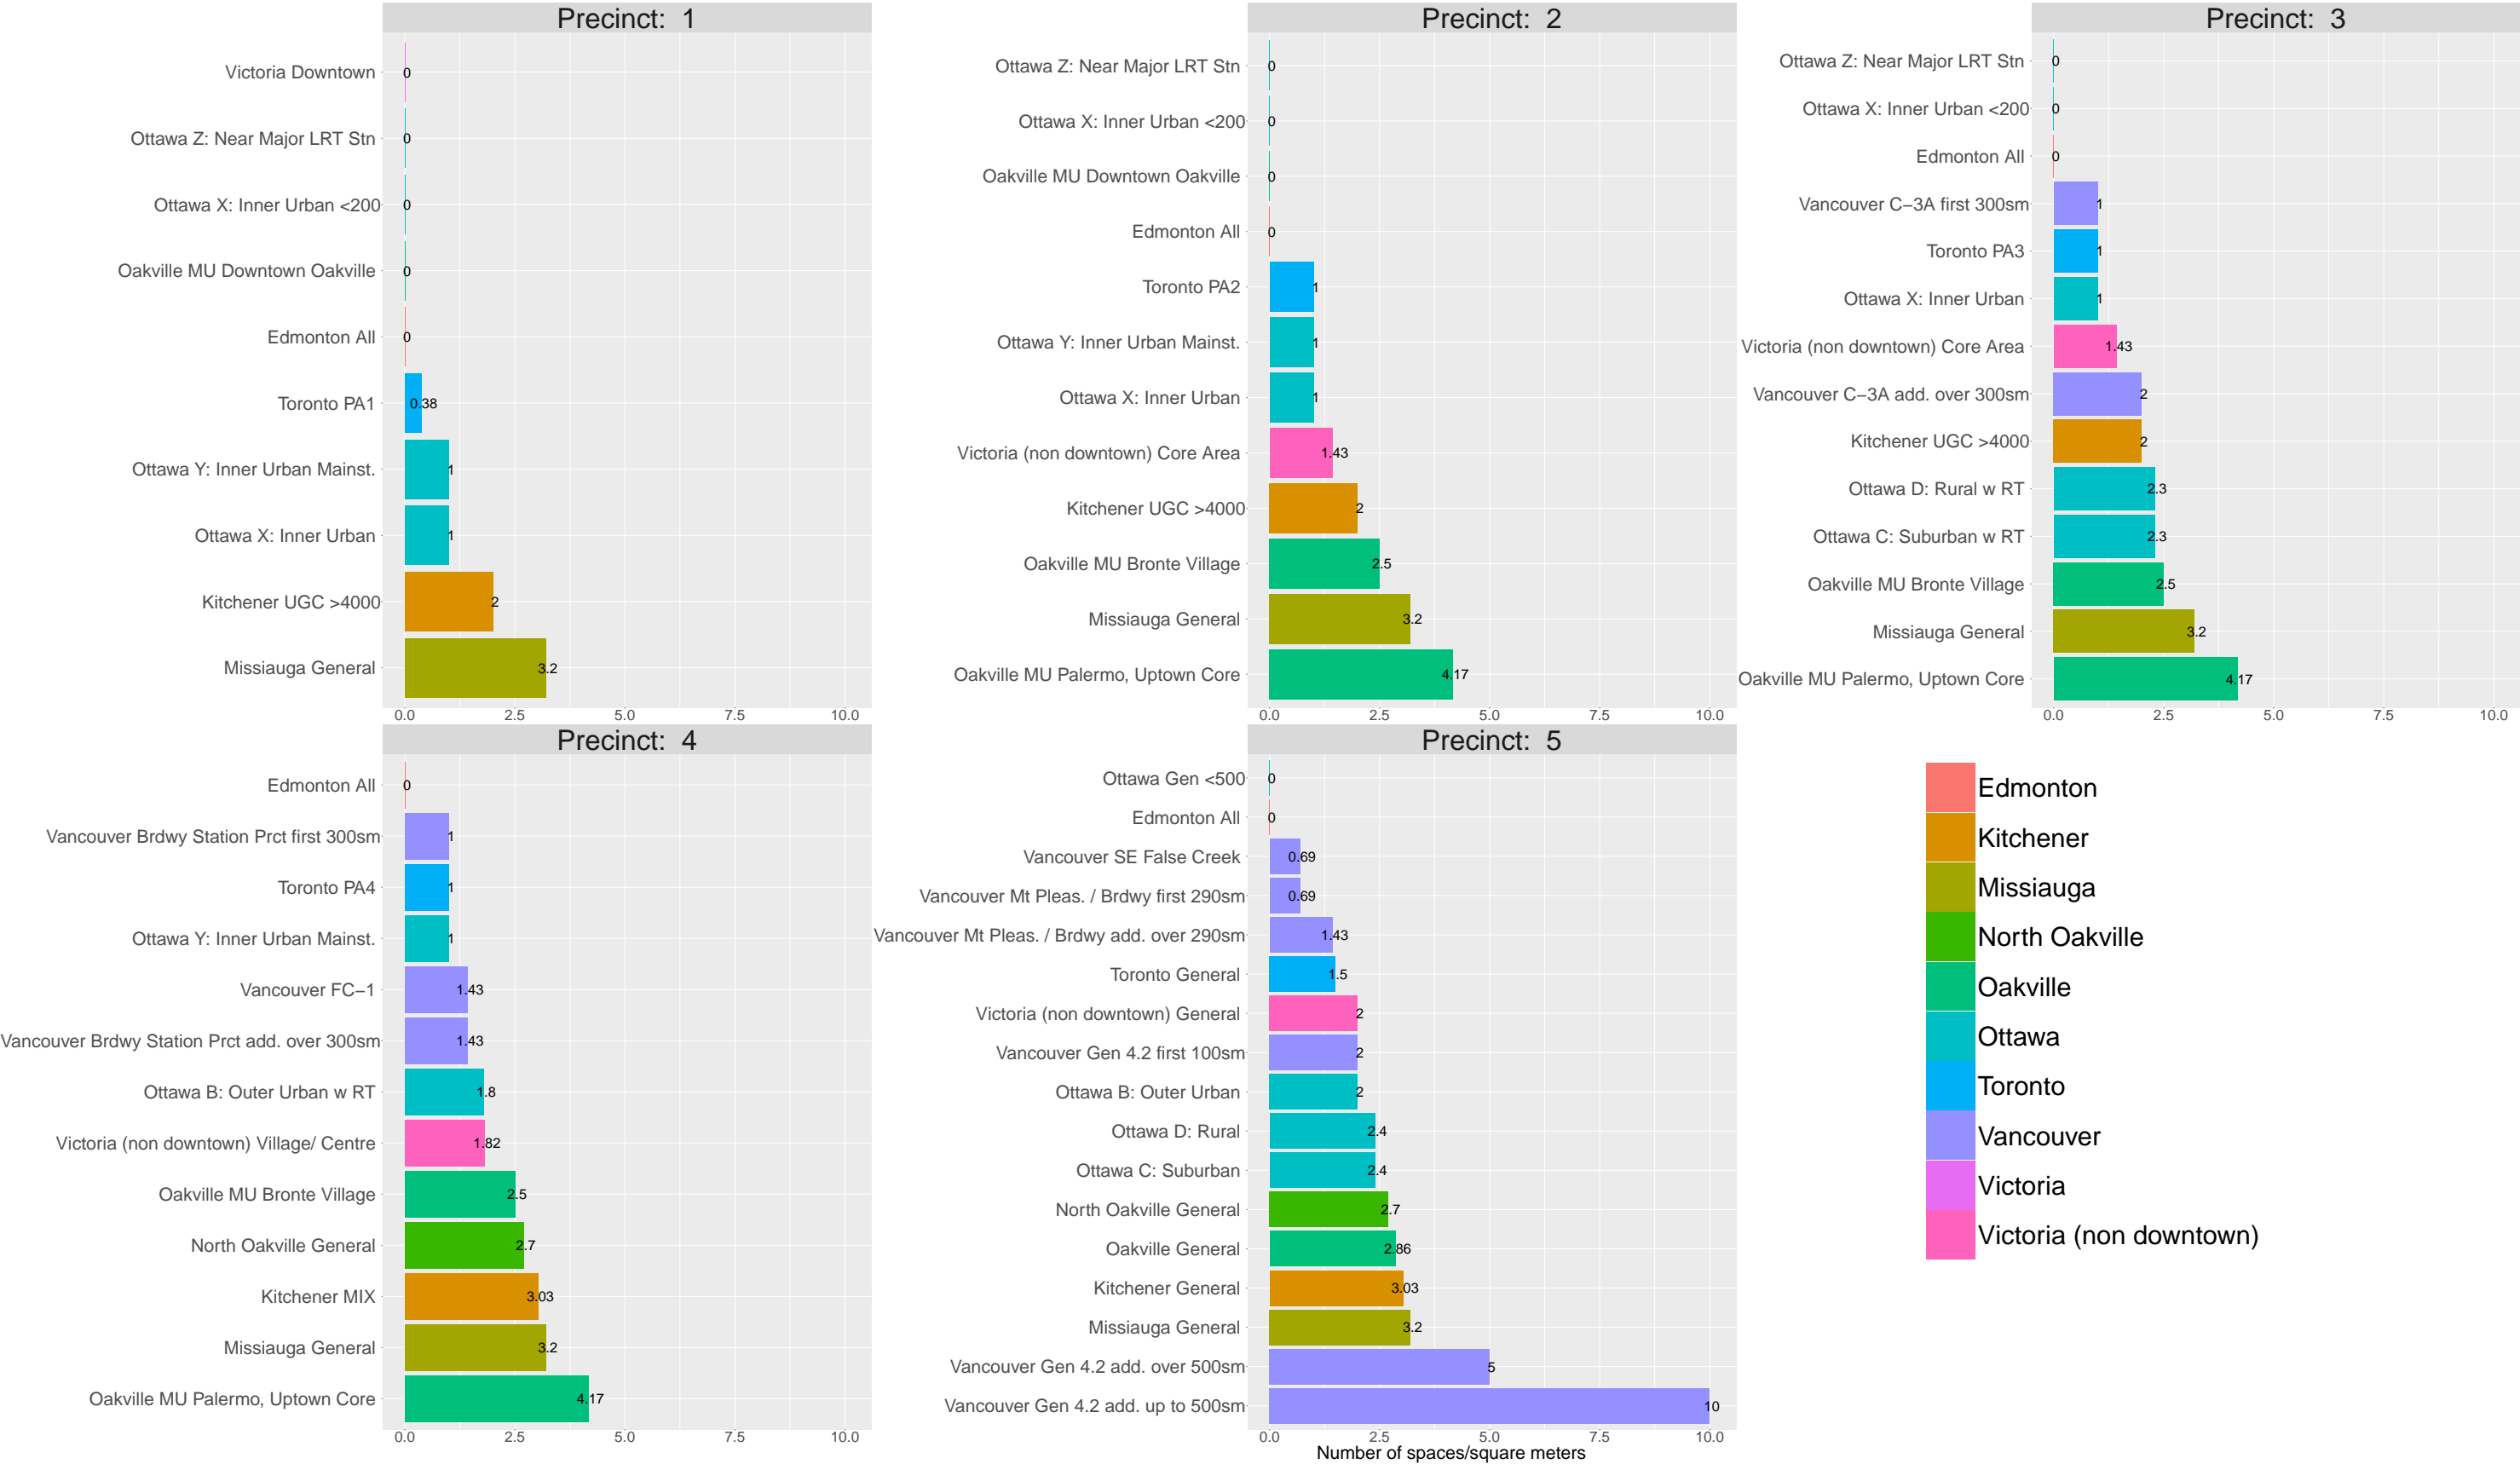 Precinct: 1
Victoria Downtown 0
Ottawa Z: Near Major LRT Stn 0
Ottawa X: Inner Urban <200 0
Oakville MU Downtown Oakville 0
Edmonton All 0
Toronto PA1 0.38
Ottawa Y: Inner Urban Mainst. 1
Ottawa X: Inner Urban 1
Kitchener UGC >4000 2
Missiauga General 3.2
0.0 2.5 5.0 7.5 10.0
Precinct: 2
Ottawa Z: Near Major LRT Stn 0
Ottawa X: Inner Urban <200 0
Oakville MU Downtown Oakville 0
Edmonton All 0
Toronto PA2 1
Ottawa Y: Inner Urban Mainst. 1
Ottawa X: Inner Urban 1
Victoria (non downtown) Core Area 1.43
Kitchener UGC >4000 2
Oakville MU Bronte Village 2.5
Missiauga General 3.2
Oakville MU Palermo, Uptown Core 4.17
0.0 2.5 5.0 7.5 10.0
Precinct: 3
Ottawa Z: Near Major LRT Stn 0
Ottawa X: Inner Urban <200 0
Edmonton All 0
Vancouver C−3A first 300sm 1
Toronto PA3 1
Ottawa X: Inner Urban 1
Victoria (non downtown) Core Area 1.43
Vancouver C−3A add. over 300sm 2
Kitchener UGC >4000 2
Ottawa D: Rural w RT 2.3
Ottawa C: Suburban w RT 2.3
Oakville MU Bronte Village 2.5
Missiauga General 3.2
Oakville MU Palermo, Uptown Core 4.17
0.0 2.5 5.0 7.5 10.0
Precinct: 4
Edmonton All 0
Vancouver Brdwy Station Prct first 300sm 1
Toronto PA4 1
Ottawa Y: Inner Urban Mainst. 1
Vancouver FC−1 1.43
Vancouver Brdwy Station Prct add. over 300sm 1.43
Ottawa B: Outer Urban w RT 1.8
Victoria (non downtown) Village/ Centre 1.82
Oakville MU Bronte Village 2.5
North Oakville General 2.7
Kitchener MIX 3.03
Missiauga General 3.2
Oakville MU Palermo, Uptown Core 4.17
0.0 2.5 5.0 7.5 10.0
Precinct: 5
Ottawa Gen <500 0
Edmonton All 0
Vancouver SE False Creek 0.69
Vancouver Mt Pleas. / Brdwy first 290sm 0.69
Vancouver Mt Pleas. / Brdwy add. over 290sm 1.43
Toronto General 1.5
Victoria (non downtown) General 2
Vancouver Gen 4.2 first 100sm 2
Ottawa B: Outer Urban 2
Ottawa D: Rural 2.4
Ottawa C: Suburban 2.4
North Oakville General 2.7
Oakville General 2.86
Kitchener General 3.03
Missiauga General 3.2
Vancouver Gen 4.2 add. over 500sm 5
Vancouver Gen 4.2 add. up to 500sm 10
0.0 2.5 5.0 7.5 10.0
Number of spaces/square meters
Edmonton
Kitchener
Missiauga
North Oakville
Oakville
Ottawa
Toronto
Vancouver
Victoria
Victoria (non downtown)